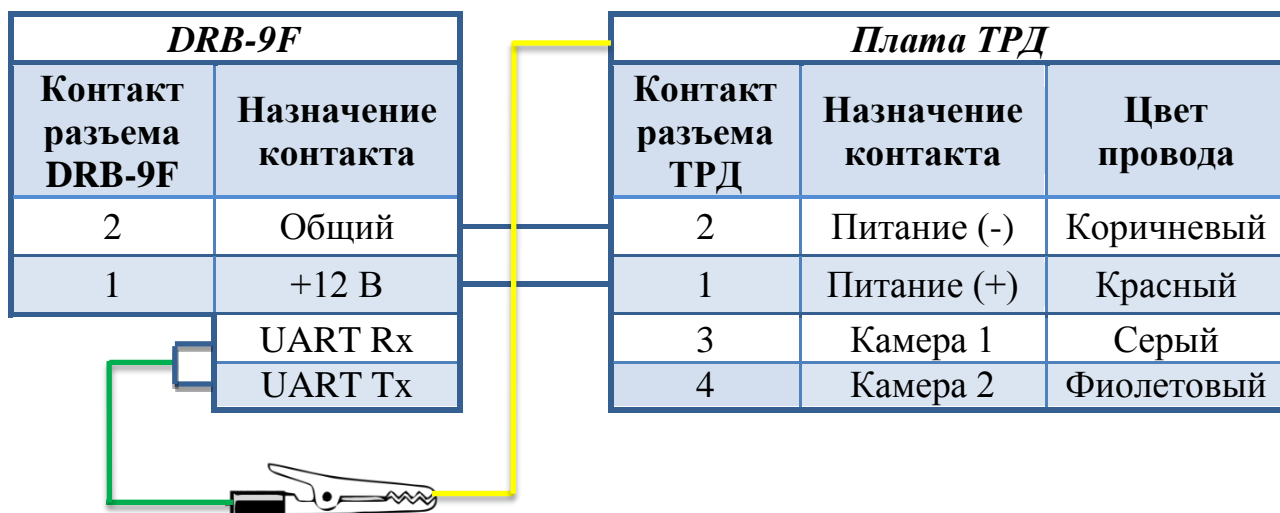 DRB-9F
Контакт
разъема
DRB-9F
Назначение
контакта
2 Общий
1 +12 В
UART Rx
UART Tx
Плата ТРД
Контакт
разъема
ТРД
Назначение
контакта
Цвет
провода
2 Питание (-) Коричневый
1 Питание (+) Красный
3 Камера 1 Серый
4 Камера 2 Фиолетовый